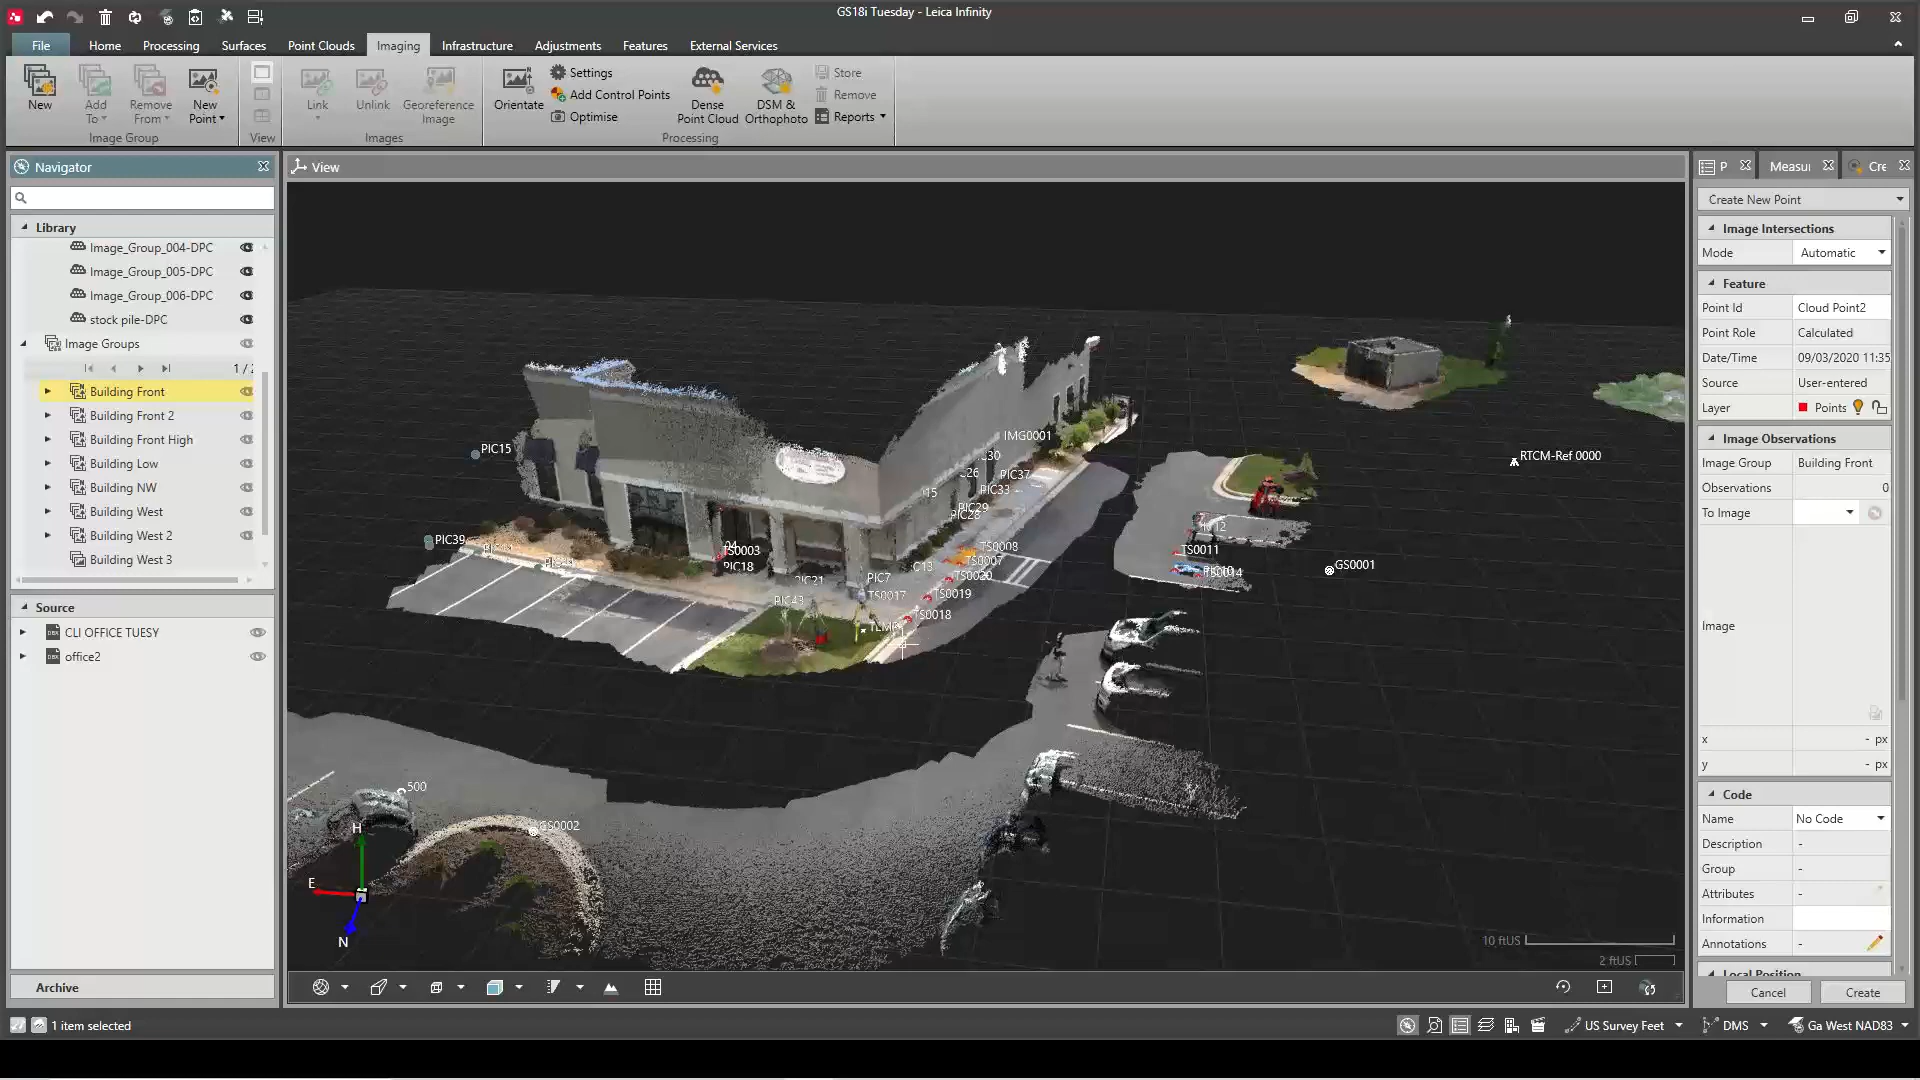 GS18i Tuesday - Leica Infinity
File Home Processing Surfaces Point Clouds Imaging Infrastructure Adjustments Features External Services
New
Add To
Remove From
New Point
Image Group
View
Link
Unlink
Georeference Image
Images
Orientate
Settings
Add Control Points
Optimise
Dense Point Cloud
DSM & Orthophoto
Store
Remove
Reports
Processing
Navigator
Library
Image_Group_004-DPC
Image_Group_005-DPC
Image_Group_006-DPC
stock pile-DPC
Image Groups
1 /
Building Front
Building Front 2
Building Front High
Building Low
Building NW
Building West
Building West 2
Building West 3
Source
CLI OFFICE TUESY
office2
Archive
1 item selected
View
PIC15
PIC39
IMG0001
PIC37
PIC33
PIC29
PIC28
TS0003
PIC18
PIC21
PIC43
PIC7
TS0017
TS0008
TS0007
TS0020
TS0019
TS0018
TS0011
TS0014
GS0001
RTCM-Ref 0000
500
GS0002
H
E
N
10 ftUS
2 ftUS
P
Measu
Cre
Create New Point
Image Intersections
Mode Automatic
Feature
Point Id Cloud Point2
Point Role Calculated
Date/Time 09/03/2020 11:35
Source User-entered
Layer Points
Image Observations
Image Group Building Front
Observations 0
To Image
Image
x - px
y - px
Code
Name No Code
Description -
Group -
Attributes -
Information
Annotations -
Local Position
Cancel Create
US Survey Feet DMS Ga West NAD83